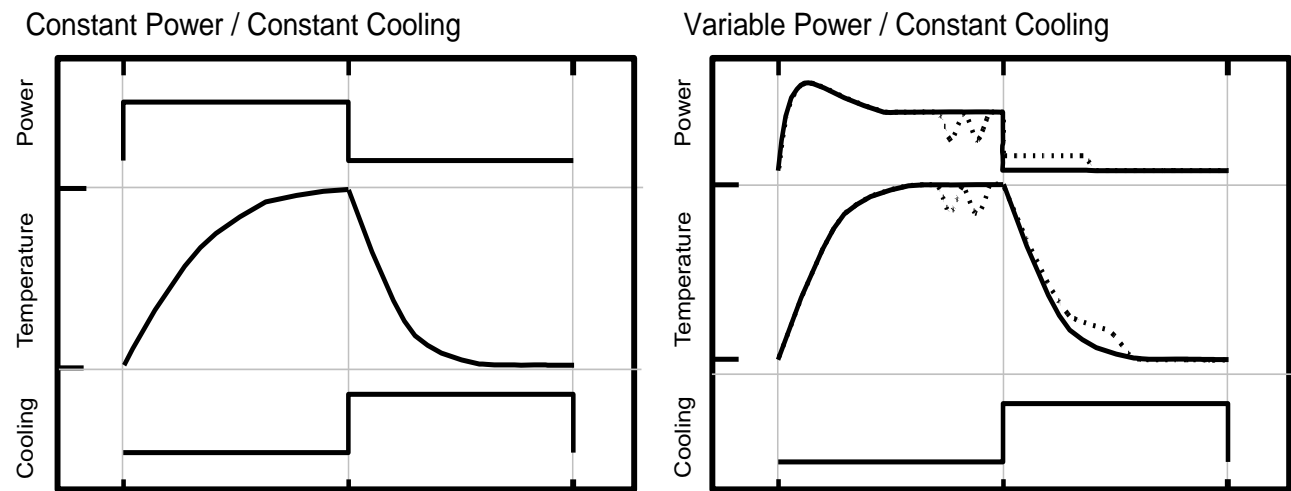 Constant Power / Constant Cooling
Power
Temperature
Cooling
Variable Power / Constant Cooling
Power
Temperature
Cooling